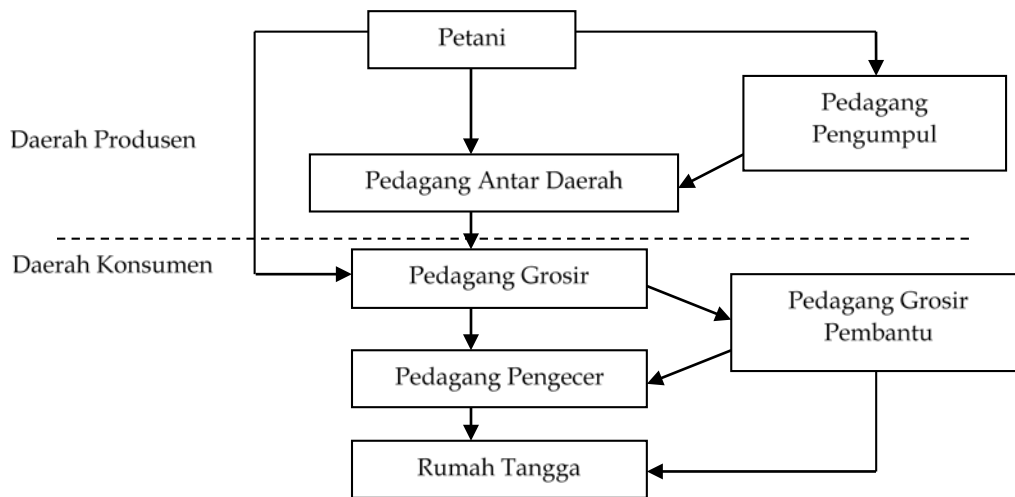 Petani
Pedagang
Pengumpul
Daerah Produsen
Pedagang Antar Daerah
Daerah Konsumen
Pedagang Grosir
Pedagang Grosir
Pembantu
Pedagang Pengecer
Rumah Tangga